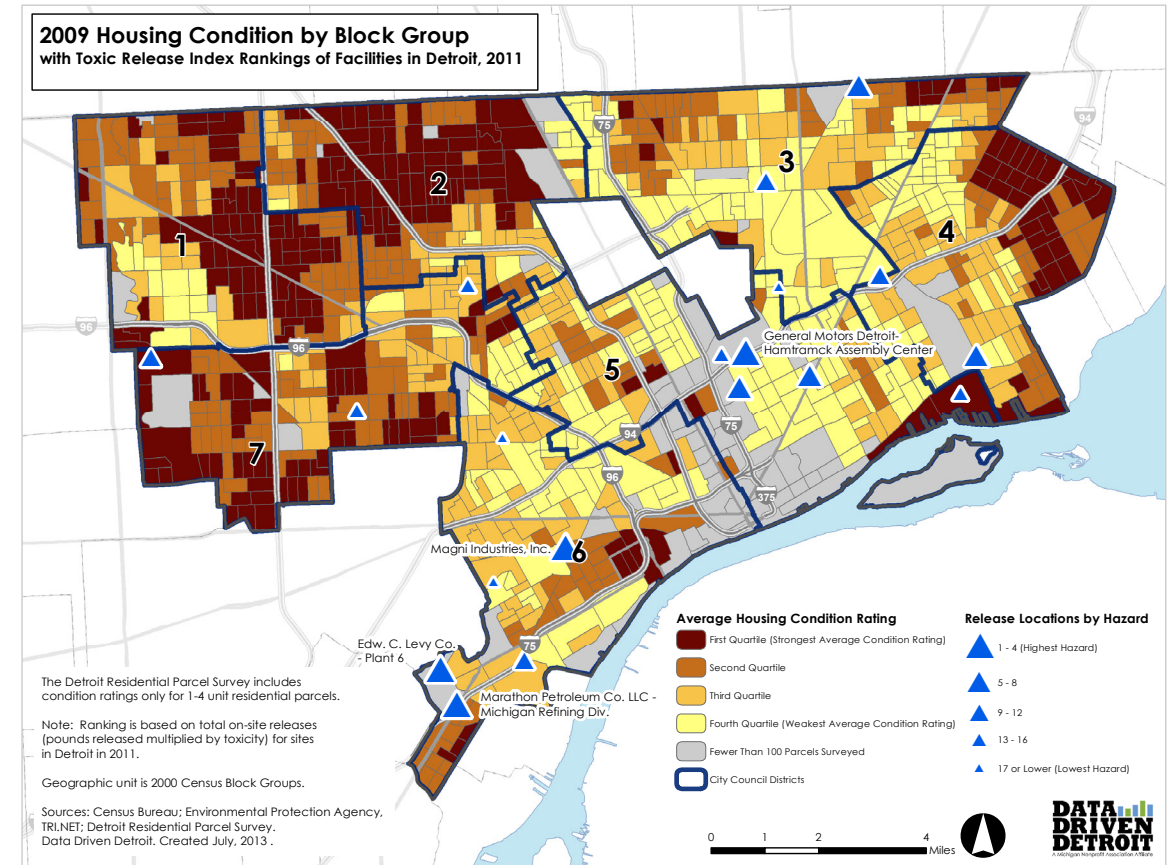 2009 Housing Condition by Block Group
with Toxic Release Index Rankings of Facilities in Detroit, 2011
75
94
3
2
4
1
96
96
General Motors Detroit-
Hamtramck Assembly Center
5
75
94
7
96
375
Magni Industries, Inc.
6
75
Edw. C. Levy Co.
- Plant 6
Marathon Petroleum Co. LLC -
Michigan Refining Div.
The Detroit Residential Parcel Survey includes
condition ratings only for 1-4 unit residential parcels.
Note: Ranking is based on total on-site releases
(pounds released multiplied by toxicity) for sites
in Detroit in 2011.
Geographic unit is 2000 Census Block Groups.
Sources: Census Bureau; Environmental Protection Agency,
TRI.NET; Detroit Residential Parcel Survey.
Data Driven Detroit. Created July, 2013 .
Average Housing Condition Rating
First Quartile (Strongest Average Condition Rating)
Second Quartile
Third Quartile
Fourth Quartile (Weakest Average Condition Rating)
Fewer Than 100 Parcels Surveyed
City Council Districts
Release Locations by Hazard
1 - 4 (Highest Hazard)
5 - 8
9 - 12
13 - 16
17 or Lower (Lowest Hazard)
0 1 2 4
Miles
DATA
DRIVEN
DETROIT
A Michigan Nonprofit Association Affiliate